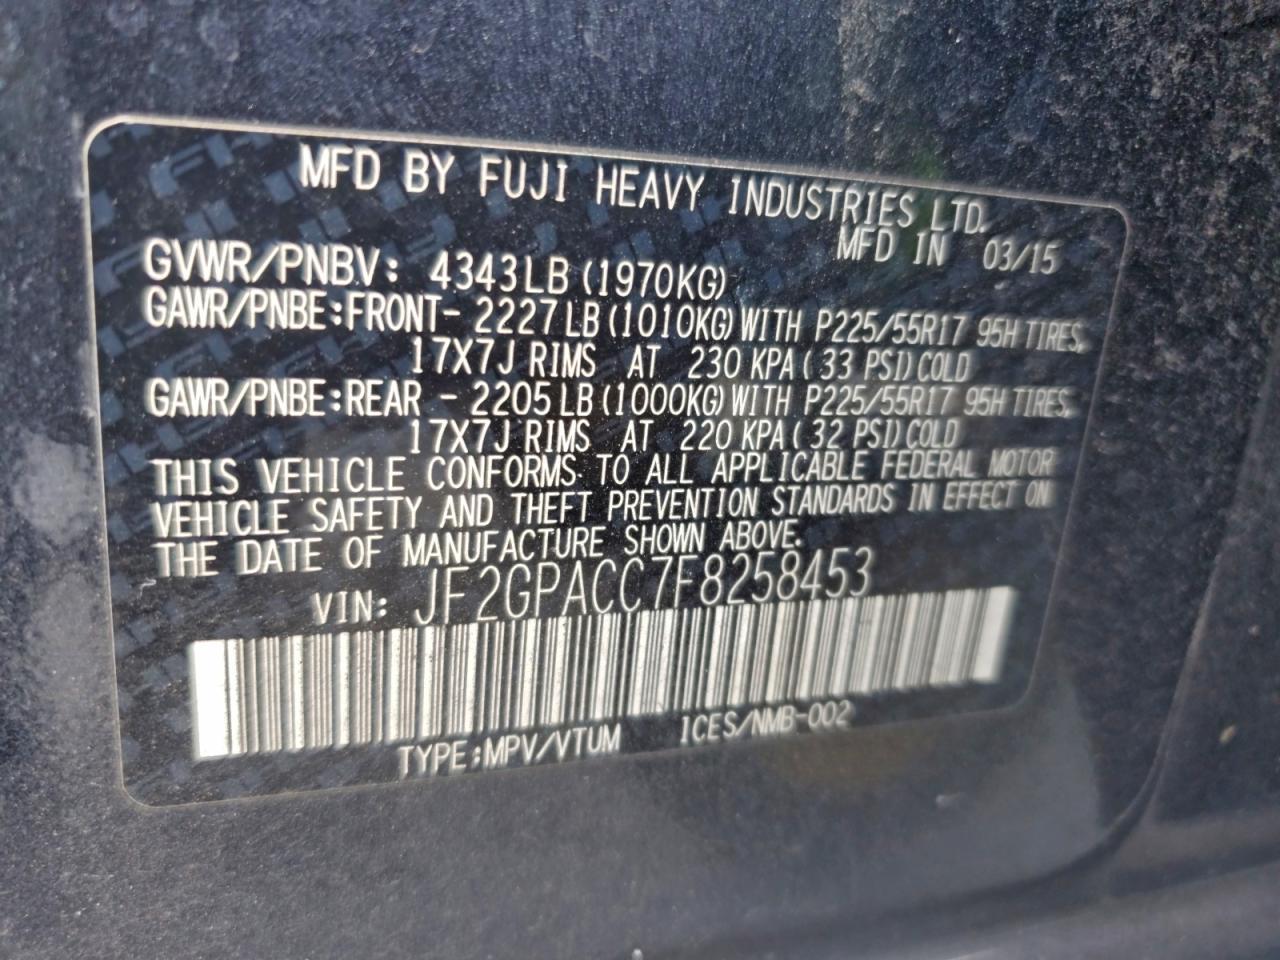 MFD BY FUJI HEAVY INDUSTRIES LTD.
MFD IN 03/15
GVWR/PNBV: 4343LB (1970KG)
GAWR/PNBE:FRONT- 2227LB (1010KG) WITH P225/55R17 95H TIRES,
17X7J RIMS AT 230 KPA (33 PSI) COLD
GAWR/PNBE:REAR - 2205LB (1000KG) WITH P225/55R17 95H TIRES,
17X7J RIMS AT 220 KPA (32 PSI) COLD
THIS VEHICLE CONFORMS TO ALL APPLICABLE FEDERAL MOTOR
VEHICLE SAFETY AND THEFT PREVENTION STANDARDS IN EFFECT ON
THE DATE OF MANUFACTURE SHOWN ABOVE.
VIN: JF2GPACC7F8258453
TYPE:MPV/VTUM ICES/NMB-002